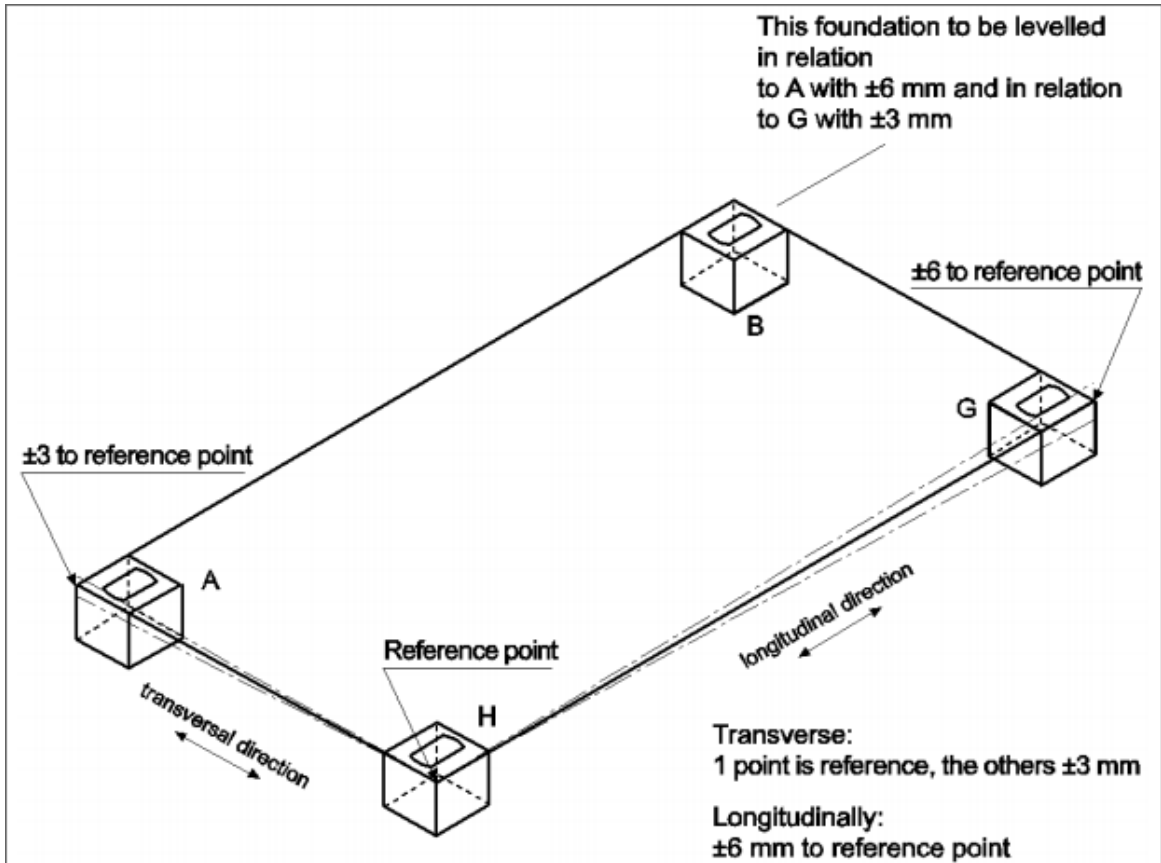 This foundation to be levelled
in relation
to A with ±6 mm and in relation
to G with ±3 mm
B
±6 to reference point
G
±3 to reference point
A
longitudinal direction
Reference point
H
transversal direction
Transverse:
1 point is reference, the others ±3 mm
Longitudinally:
±6 mm to reference point